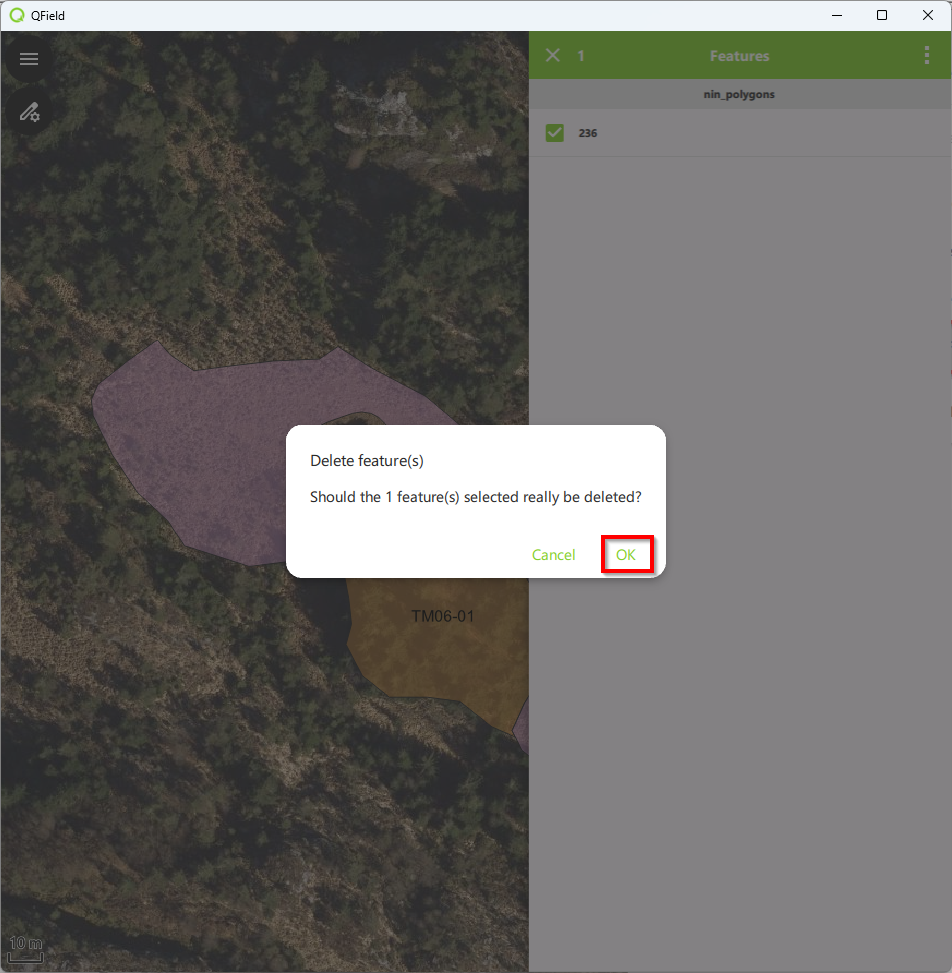 QField
1 Features
nin_polygons
236
Delete feature(s)
Should the 1 feature(s) selected really be deleted?
Cancel OK
TM06-01
10 m